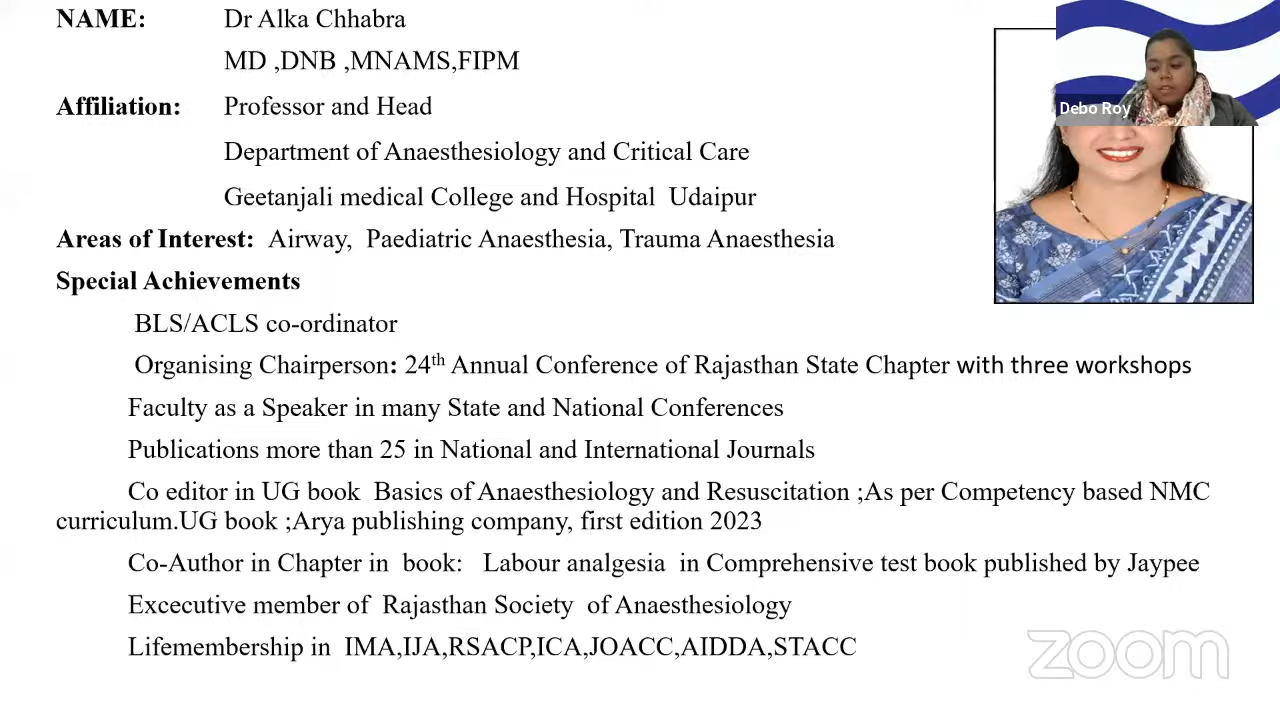 NAME: Dr Alka Chhabra
MD ,DNB ,MNAMS,FIPM
Affiliation: Professor and Head
Department of Anaesthesiology and Critical Care
Geetanjali medical College and Hospital Udaipur
Areas of Interest: Airway, Paediatric Anaesthesia, Trauma Anaesthesia
Special Achievements
BLS/ACLS co-ordinator
Organising Chairperson: 24th Annual Conference of Rajasthan State Chapter with three workshops
Faculty as a Speaker in many State and National Conferences
Publications more than 25 in National and International Journals
Co editor in UG book Basics of Anaesthesiology and Resuscitation ;As per Competency based NMC
curriculum.UG book ;Arya publishing company, first edition 2023
Co-Author in Chapter in book: Labour analgesia in Comprehensive test book published by Jaypee
Excecutive member of Rajasthan Society of Anaesthesiology
Lifemembership in IMA,IJA,RSACP,ICA,JOACC,AIDDA,STACC
Debo Roy
zoom